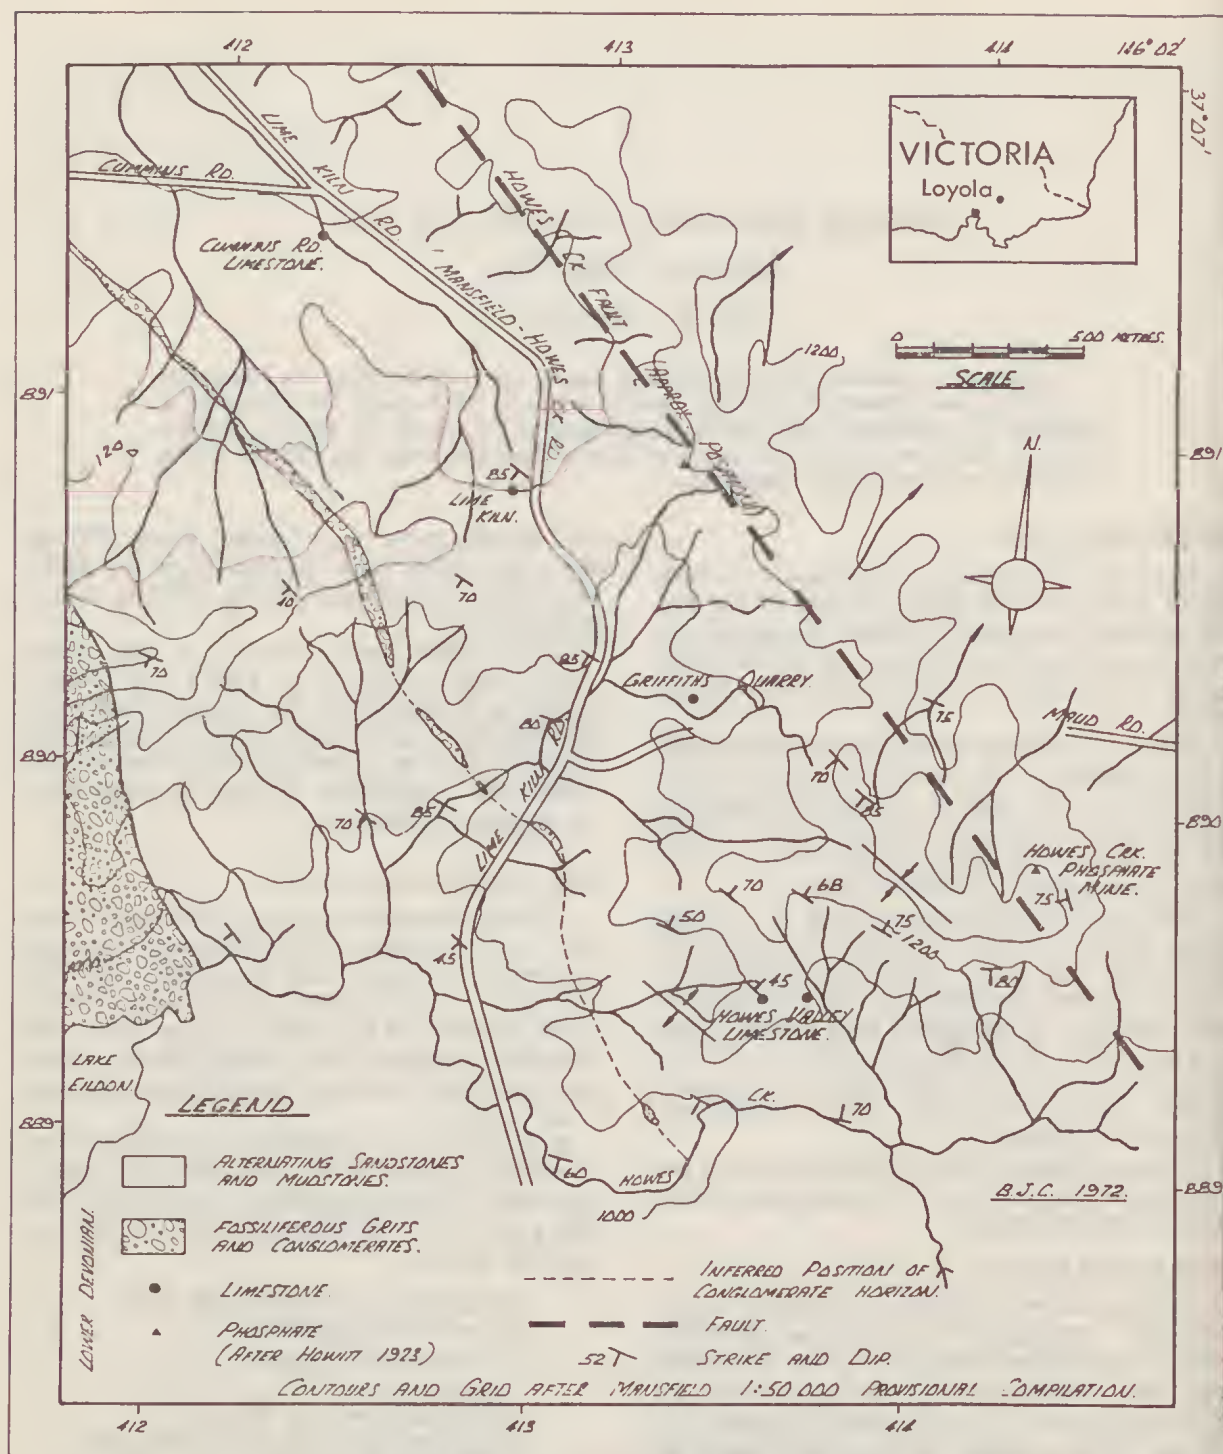 412
413
414
146° 02'
37° 07'
VICTORIA
Loyola
LIME KILN RD.
CUMMINS RD.
CUMMINS RD.
LIMESTONE.
MANSFIELD - HOWES CK RD.
HOWES CK FAULT (APPROX POSITION)
0
500 METRES.
SCALE
1200
891
891
1200
85
LIME
KILN.
N.
40
70
70
85
GRIFFITHS QUARRY.
75
MAUD RD.
80
890
70
85
890
70
85
LIME KILN RD.
HOWES CRK.
PHOSPHATE
MINE.
75
70
68
50
75
1200
45
80
1000
45
HOWES VALLEY
LIMESTONE.
LAKE
EILDON.
LEGEND
CK.
70
889
60
HOWES
1000
B.J.C. 1972.
889
ALTERNATING SANDSTONES
AND MUDSTONES.
FOSSILIFEROUS GRITS
AND CONGLOMERATES.
LOWER DEVONIAN.
LIMESTONE.
PHOSPHATE
(AFTER HOWITT 1923)
INFERRED POSITION OF
CONGLOMERATE HORIZON.
FAULT.
52
STRIKE AND DIP.
CONTOURS AND GRID AFTER MANSFIELD 1:50 000 PROVISIONAL COMPILATION.
412
413
414